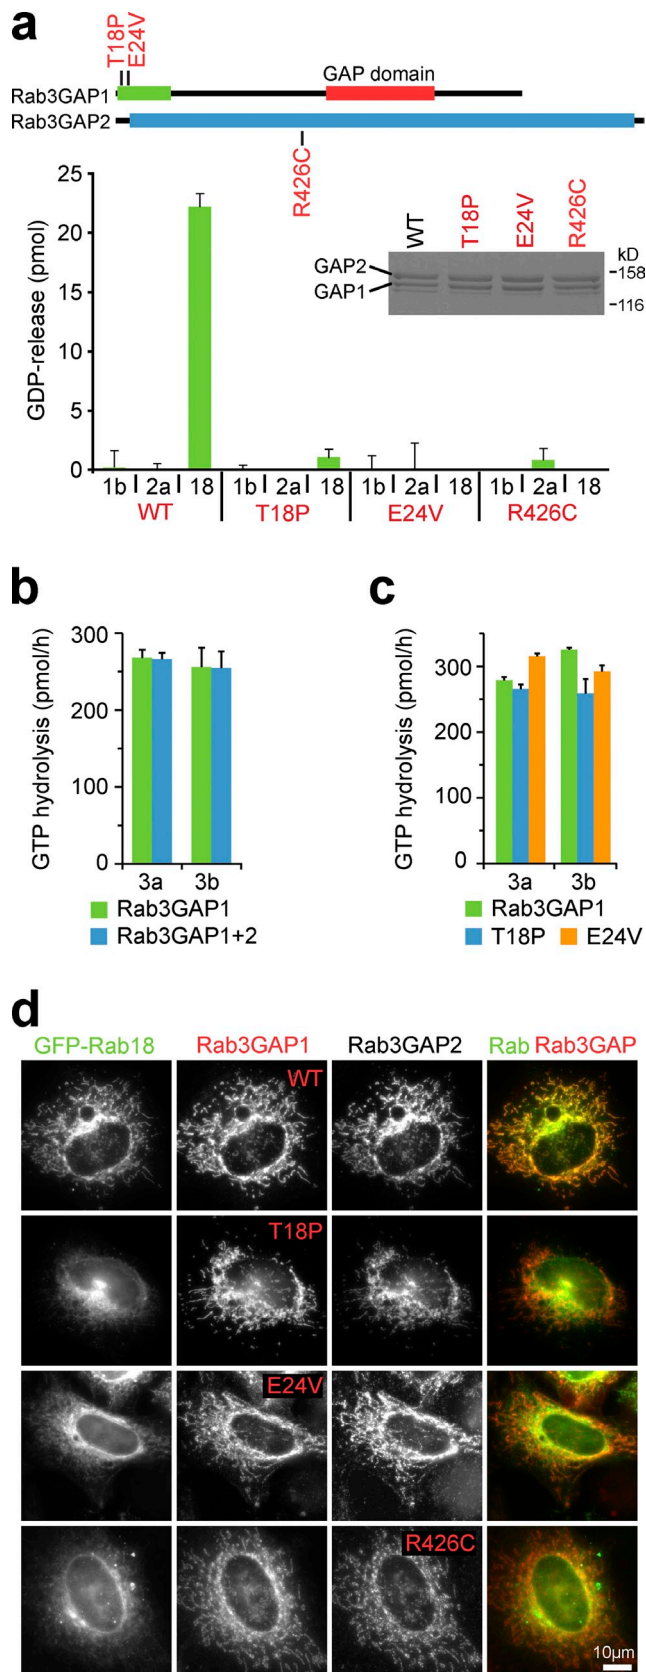 a
T18P
E24V
GAP domain
Rab3GAP1
Rab3GAP2
R426C
25
20
15
10
5
0
GDP-release (pmol)
WT T18P E24V R426C
kD
GAP2
GAP1
158
116
1b 2a 18 1b 2a 18 1b 2a 18 1b 2a 18
WT T18P E24V R426C
b
300
200
100
0
GTP hydrolysis (pmol/h)
3a 3b
Rab3GAP1
Rab3GAP1+2
c
300
200
100
0
GTP hydrolysis (pmol/h)
3a 3b
Rab3GAP1
T18P E24V
d
GFP-Rab18 Rab3GAP1 Rab3GAP2 Rab Rab3GAP
WT
T18P
E24V
R426C
10µm